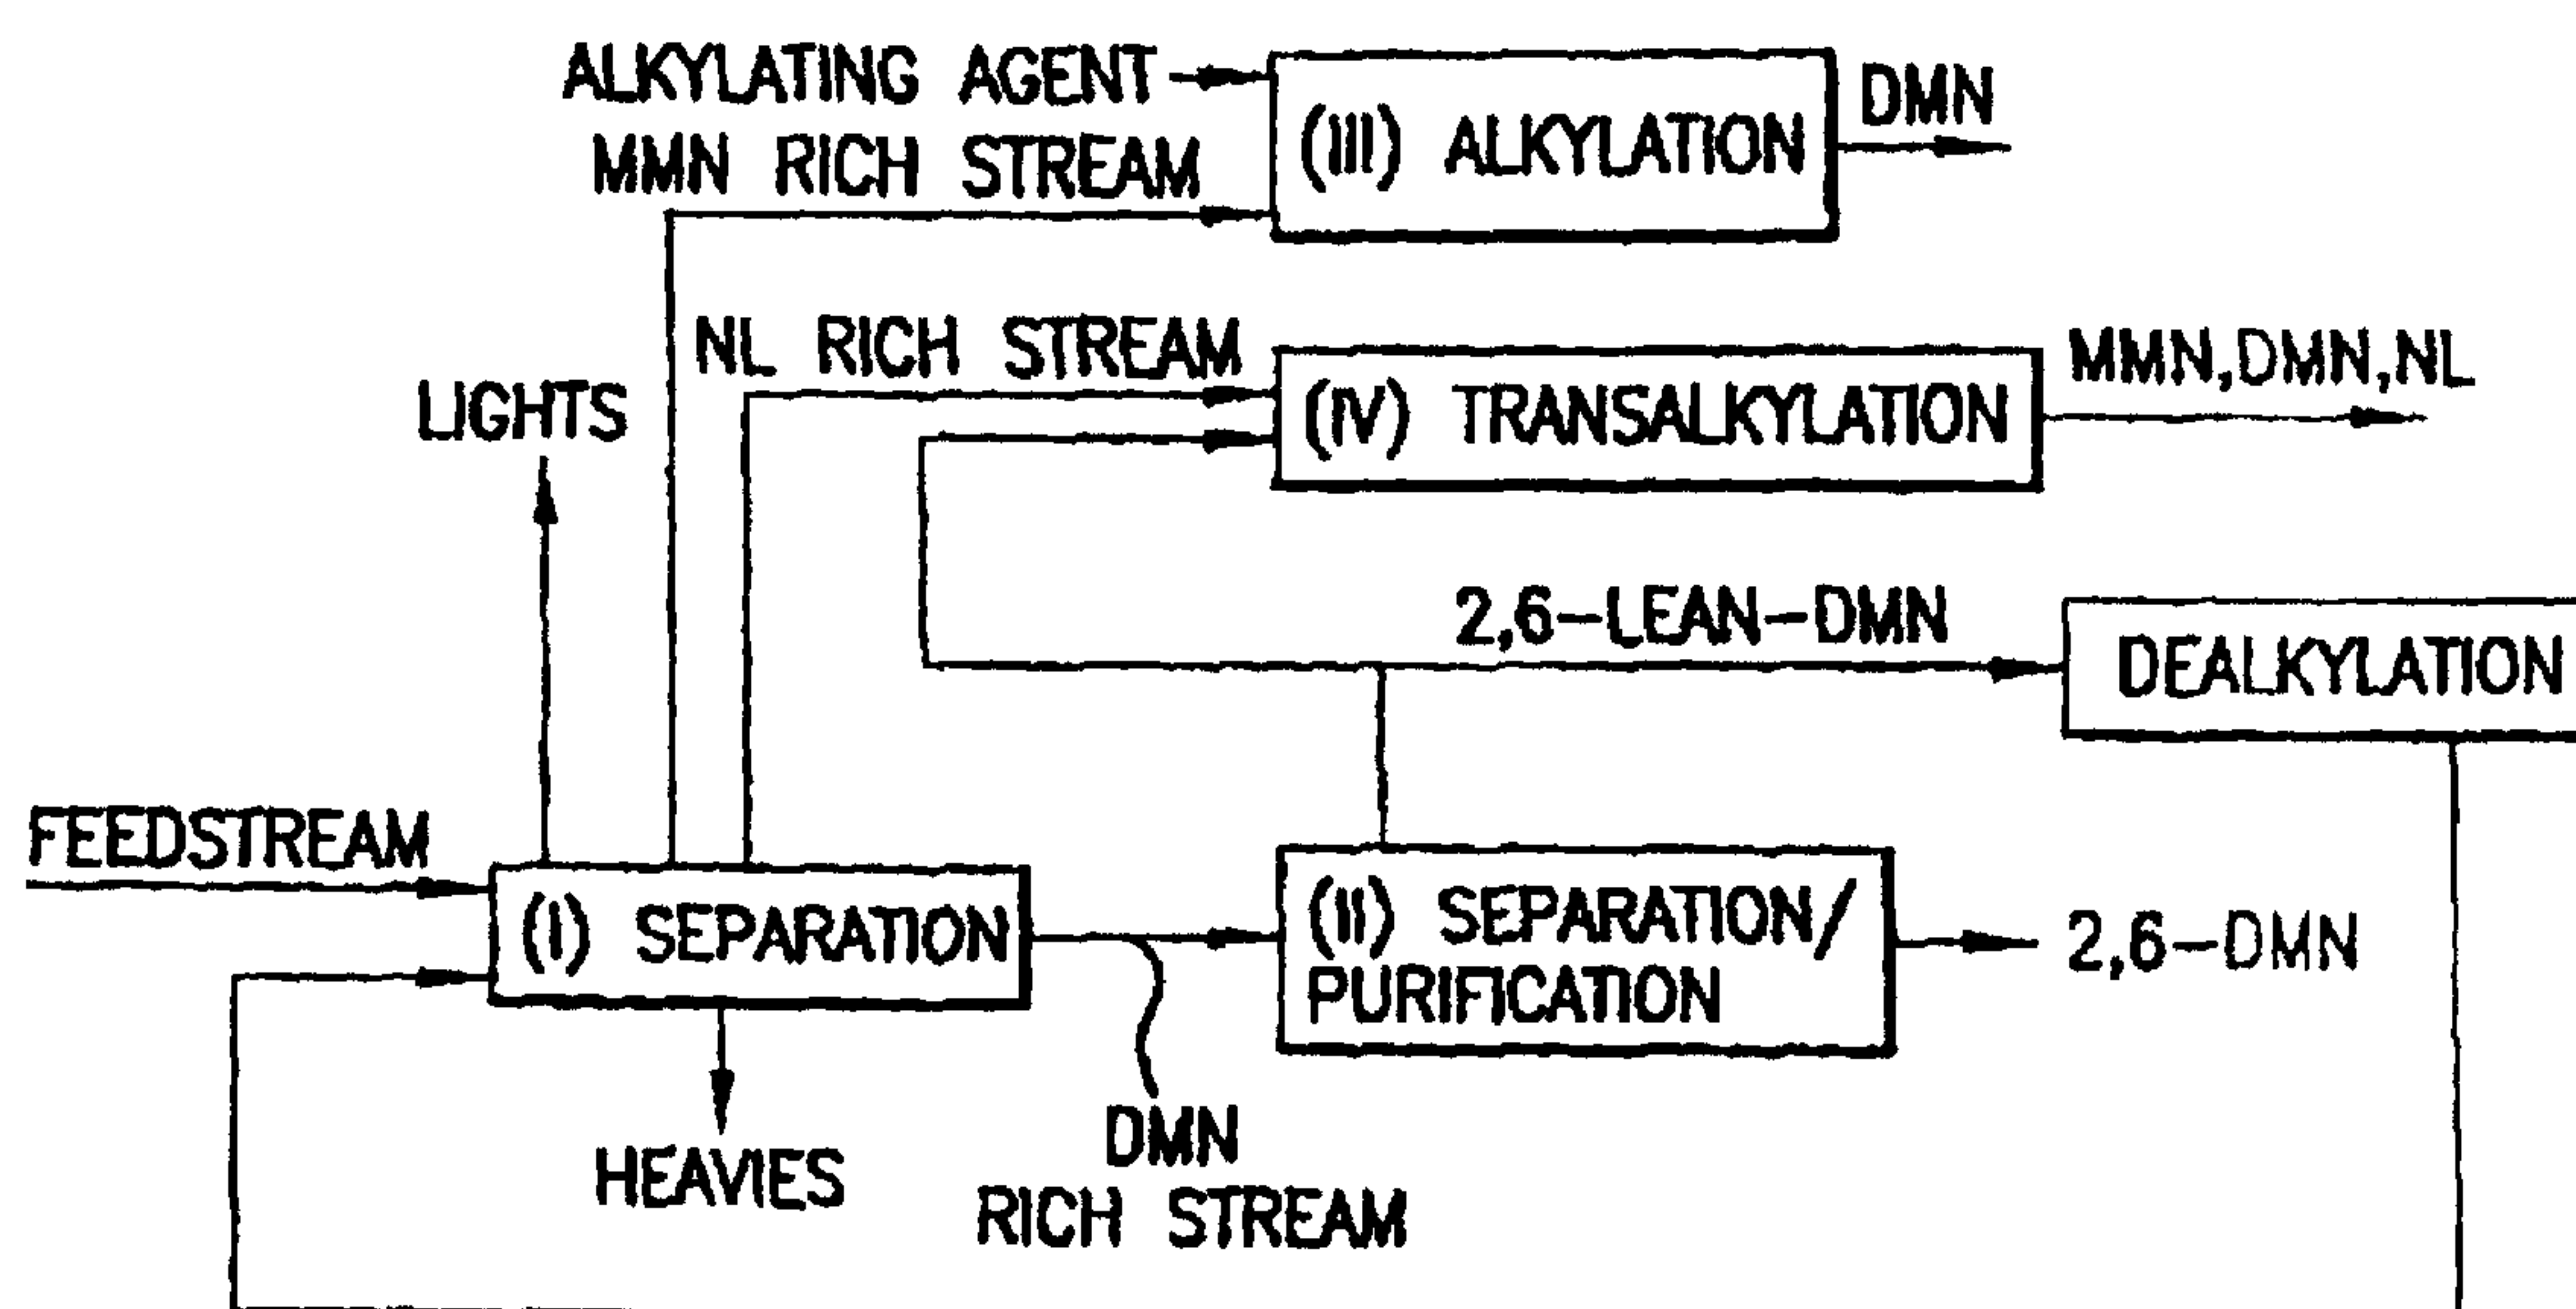 ALKYLATING AGENT
MMN RICH STREAM
(III) ALKYLATION
DMN
NL RICH STREAM
(IV) TRANSALKYLATION
MMN,DMN,NL
LIGHTS
2,6-LEAN-DMN
DEALKYLATION
FEEDSTREAM
(I) SEPARATION
(II) SEPARATION/
PURIFICATION
2,6-DMN
HEAVIES
DMN
RICH STREAM